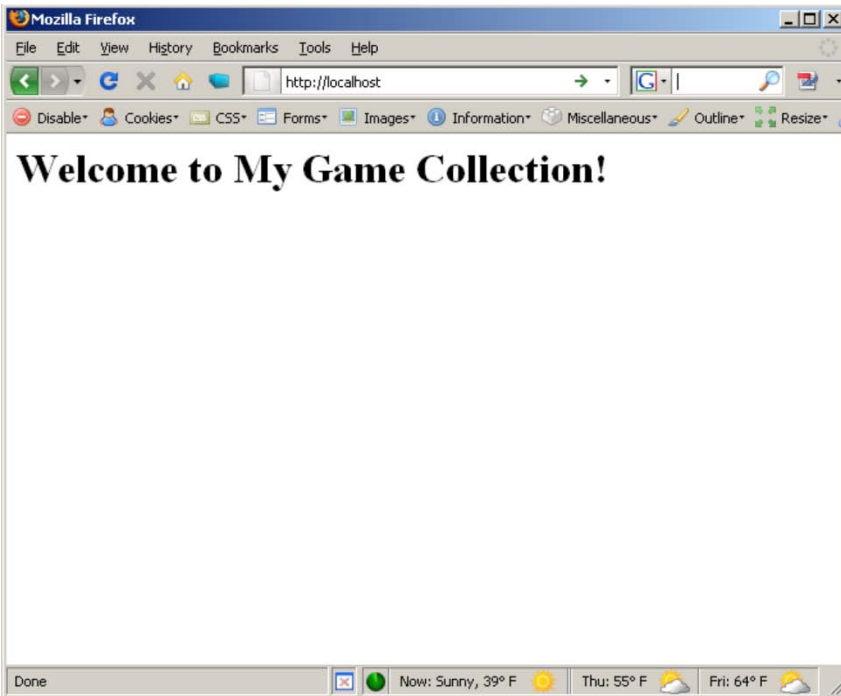 Mozilla Firefox
File Edit View History Bookmarks Tools Help
http://localhost G
Disable Cookies CSS Forms Images Information Miscellaneous Outline Resize
Welcome to My Game Collection!
Done Now: Sunny, 39° F Thu: 55° F Fri: 64° F